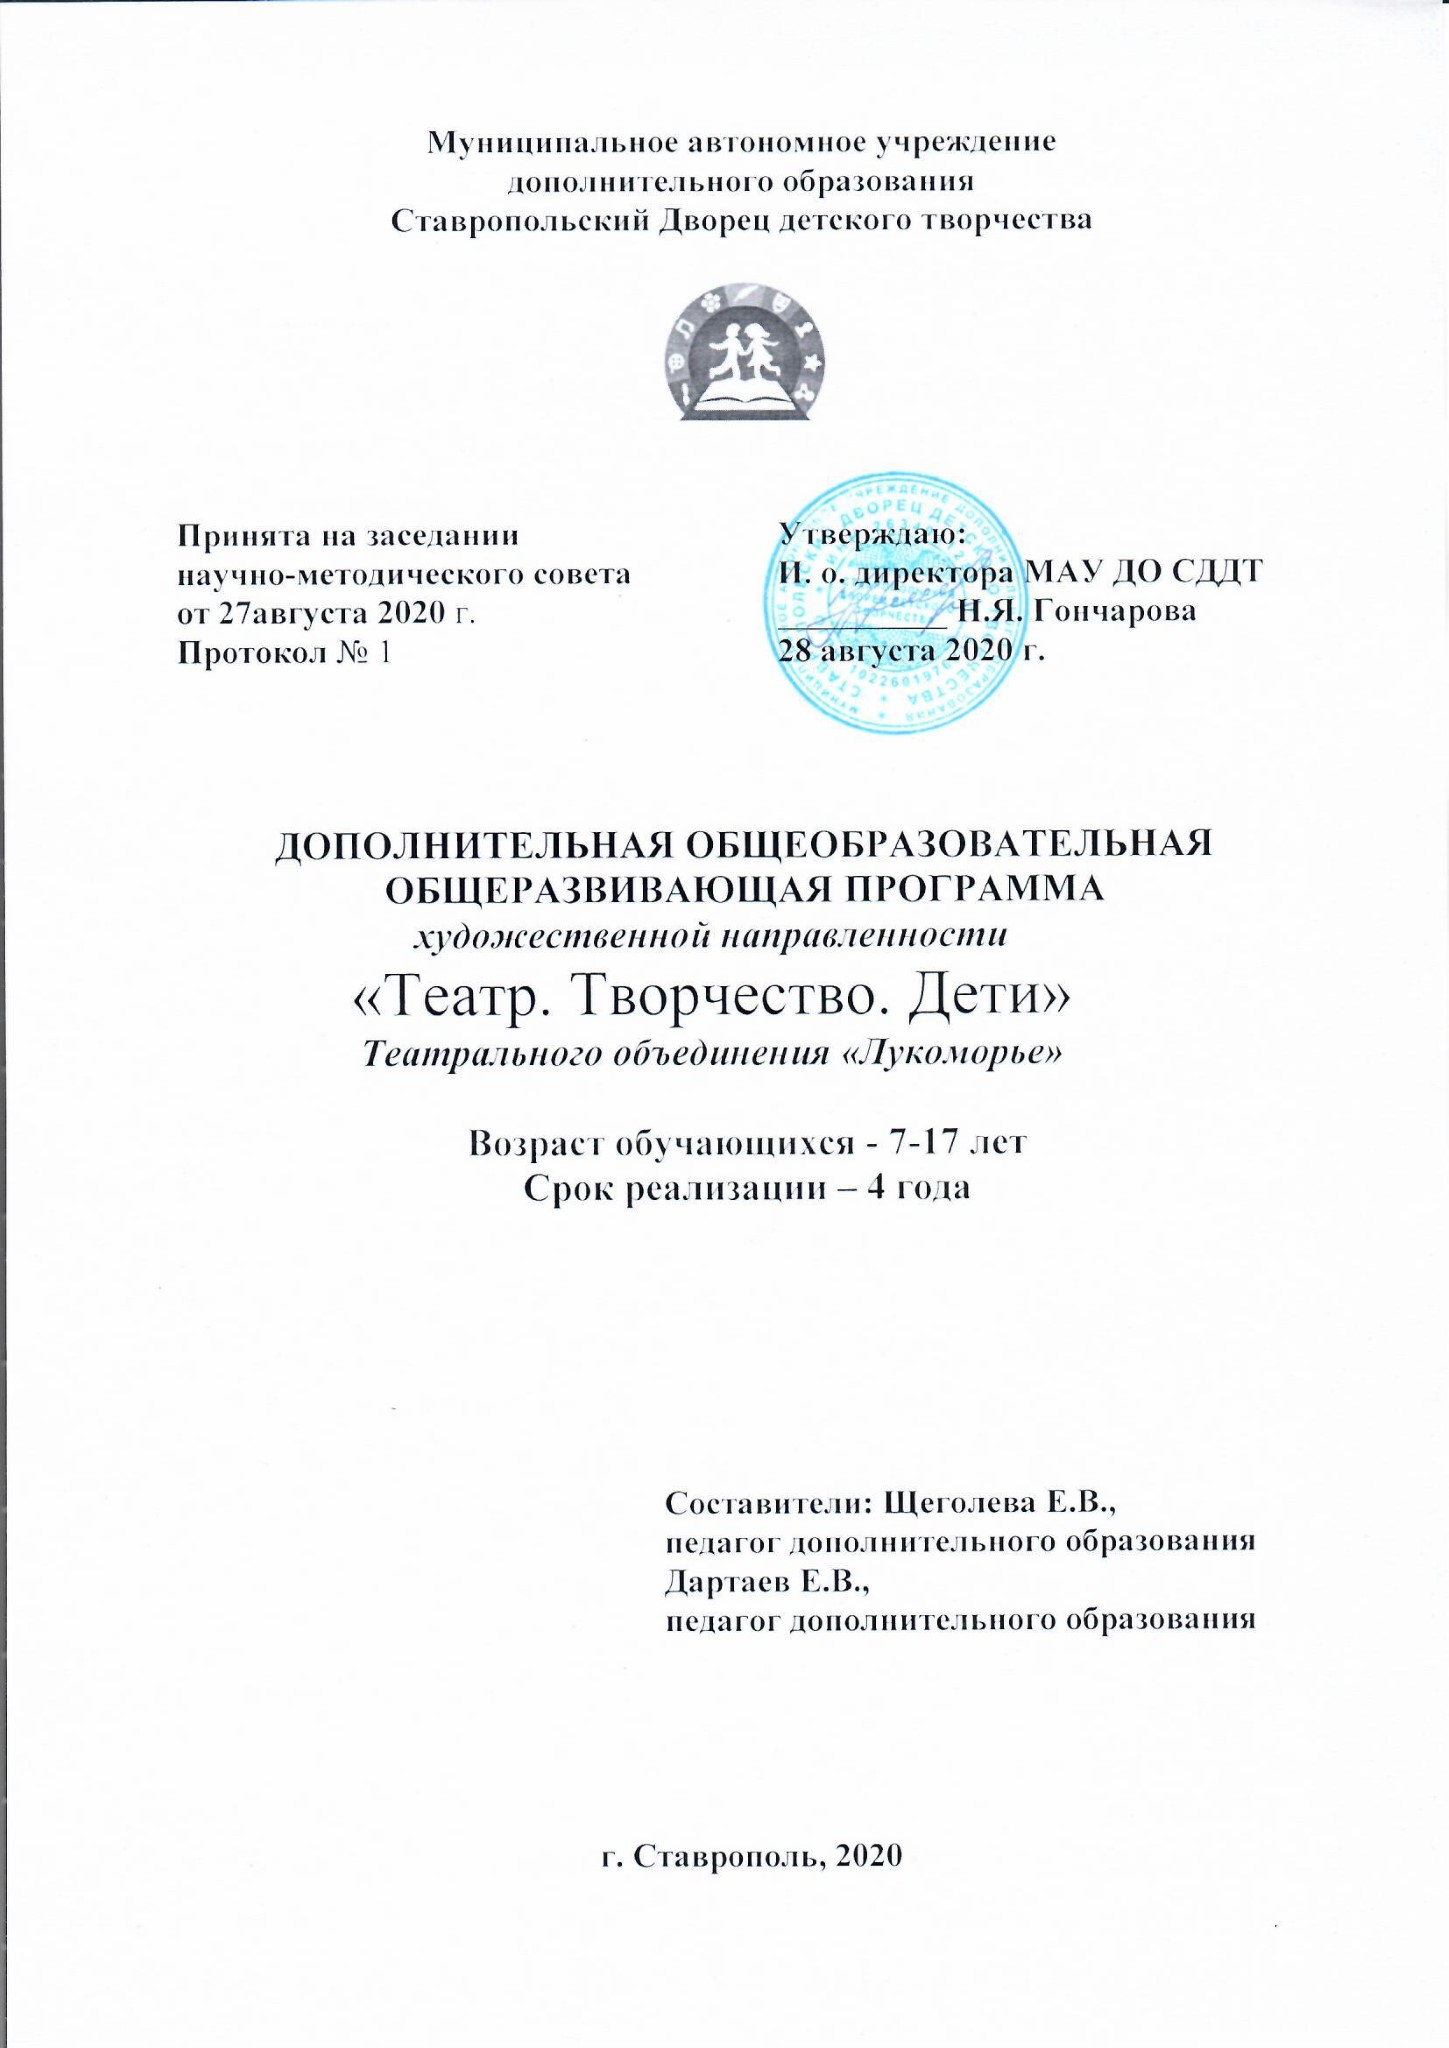 Муниципальное автономное учреждение
дополнительного образования
Ставропольский Дворец детского творчества
Принята на заседании
научно-методического совета
от 27августа 2020 г.
Протокол № 1
Утверждаю:
И. о. директора МАУ ДО СДДТ
__________ Н.Я. Гончарова
28 августа 2020 г.
ДОПОЛНИТЕЛЬНАЯ ОБЩЕОБРАЗОВАТЕЛЬНАЯ
ОБЩЕРАЗВИВАЮЩАЯ ПРОГРАММА
художественной направленности
«Театр. Творчество. Дети»
Театрального объединения «Лукоморье»
Возраст обучающихся - 7-17 лет
Срок реализации – 4 года
Составители: Щеголева Е.В.,
педагог дополнительного образования
Дартаев Е.В.,
педагог дополнительного образования
г. Ставрополь, 2020